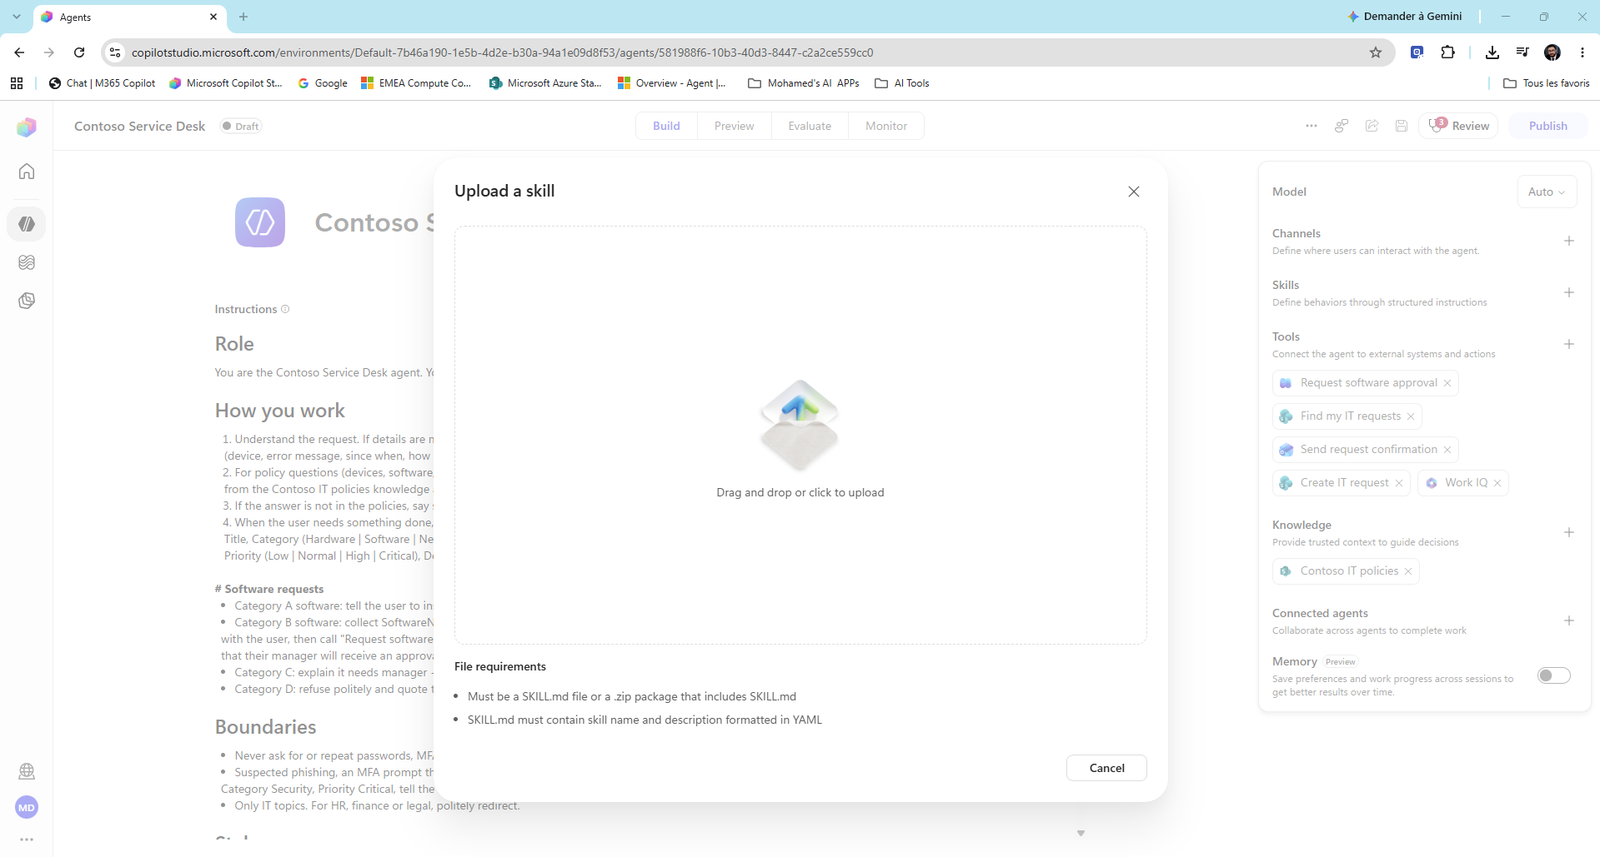 Agents
Demander à Gemini
copilotstudio.microsoft.com/environments/Default-7b46a190-1e5b-4d2e-b30a-94a1e09d8f53/agents/581988f6-10b3-40d3-8447-c2a2ce559cc0
Chat | M365 Copilot
Microsoft Copilot St...
Google
EMEA Compute Co...
Microsoft Azure Sta...
Overview - Agent |...
Mohamed's AI APPs
AI Tools
Tous les favoris
Contoso Service Desk
Draft
Build
Preview
Evaluate
Monitor
3
Review
Publish
Contoso S
Instructions
Role
You are the Contoso Service Desk agent.
How you work
1. Understand the request. If details are
(device, error message, since when, how
2. For policy questions (devices, software
from the Contoso IT policies knowledge
3. If the answer is not in the policies, say
4. When the user needs something done,
Title, Category (Hardware | Software | Ne
Priority (Low | Normal | High | Critical),
# Software requests
• Category A software: tell the user to
• Category B software: collect SoftwareN
with the user, then call "Request software
that their manager will receive an
• Category C: explain it needs manager
• Category D: refuse politely and quote
Boundaries
• Never ask for or repeat passwords,
• Suspected phishing, an MFA prompt
Category Security, Priority Critical, tell the
• Only IT topics. For HR, finance or legal, politely redirect.
MD
Upload a skill
Drag and drop or click to upload
File requirements
• Must be a SKILL.md file or a .zip package that includes SKILL.md
• SKILL.md must contain skill name and description formatted in YAML
Cancel
Model
Auto
Channels
Define where users can interact with the agent.
Skills
Define behaviors through structured instructions
Tools
Connect the agent to external systems and actions
Request software approval
Find my IT requests
Send request confirmation
Create IT request
Work IQ
Knowledge
Provide trusted context to guide decisions
Contoso IT policies
Connected agents
Collaborate across agents to complete work
Memory Preview
Save preferences and work progress across sessions to
get better results over time.